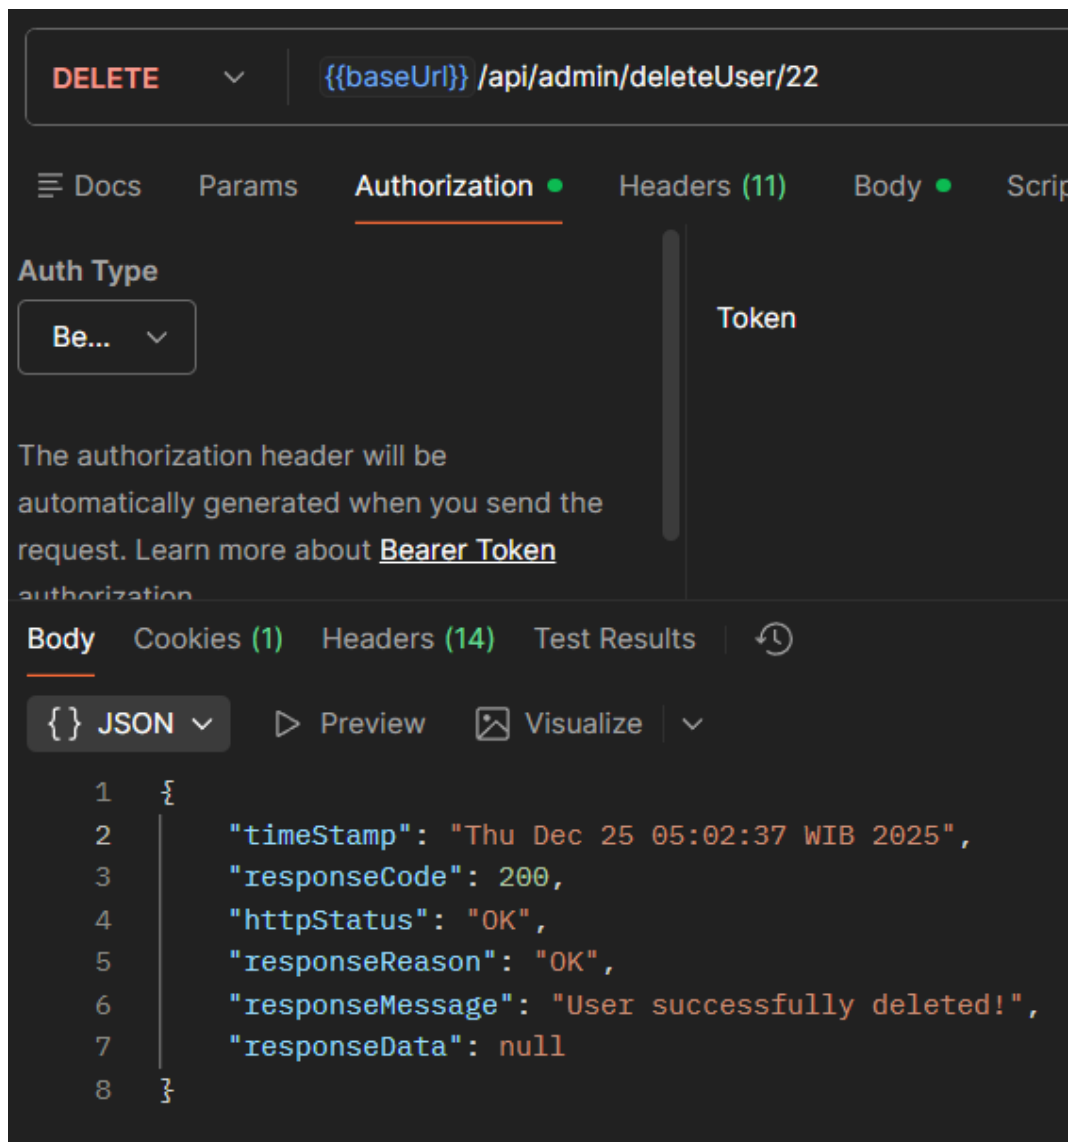 DELETE {{baseUrl}} /api/admin/deleteUser/22
Docs Params Authorization Headers (11) Body Scrip
Auth Type
Be...
Token
The authorization header will be
automatically generated when you send the
request. Learn more about Bearer Token
authorization
Body Cookies (1) Headers (14) Test Results
{} JSON Preview Visualize
1 {
2 "timeStamp": "Thu Dec 25 05:02:37 WIB 2025",
3 "responseCode": 200,
4 "httpStatus": "OK",
5 "responseReason": "OK",
6 "responseMessage": "User successfully deleted!",
7 "responseData": null
8 }